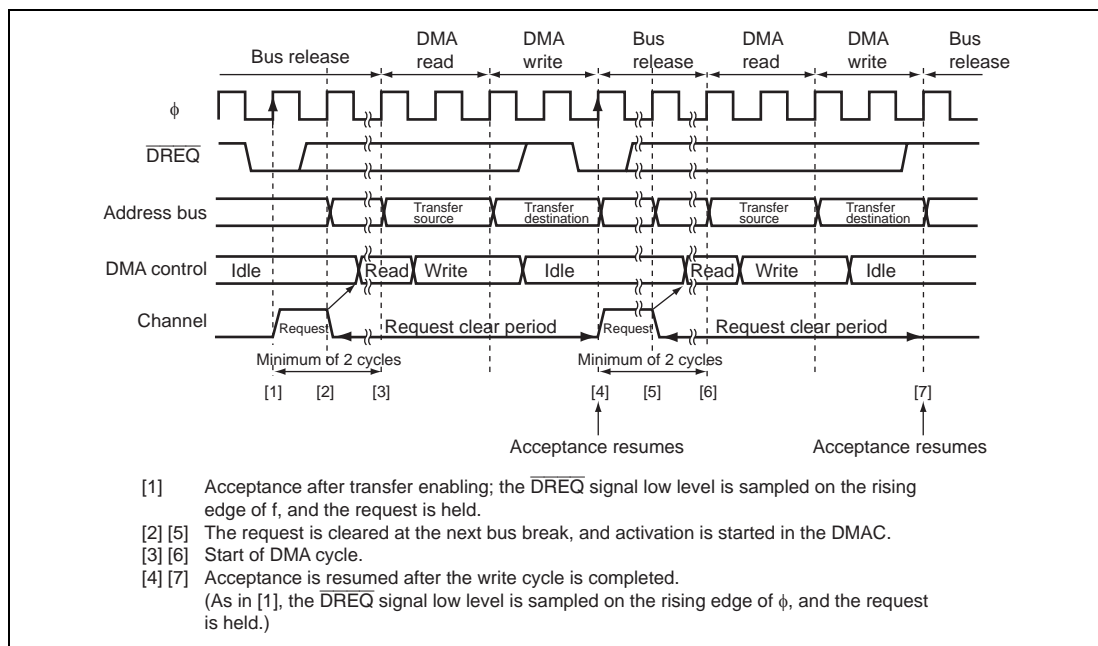 Bus release
DMA read
DMA write
Bus release
DMA read
DMA write
Bus release
ϕ
DREQ
Address bus
Transfer source
Transfer destination
Transfer source
Transfer destination
DMA control
Idle
Read
Write
Idle
Read
Write
Idle
Channel
Request
Request clear period
Request
Request clear period
Minimum of 2 cycles
Minimum of 2 cycles
[1] [2] [3] [4] [5] [6] [7]
Acceptance resumes
Acceptance resumes
[1] Acceptance after transfer enabling; the DREQ signal low level is sampled on the rising
edge of f, and the request is held.
[2] [5] The request is cleared at the next bus break, and activation is started in the DMAC.
[3] [6] Start of DMA cycle.
[4] [7] Acceptance is resumed after the write cycle is completed.
(As in [1], the DREQ signal low level is sampled on the rising edge of ϕ, and the request
is held.)